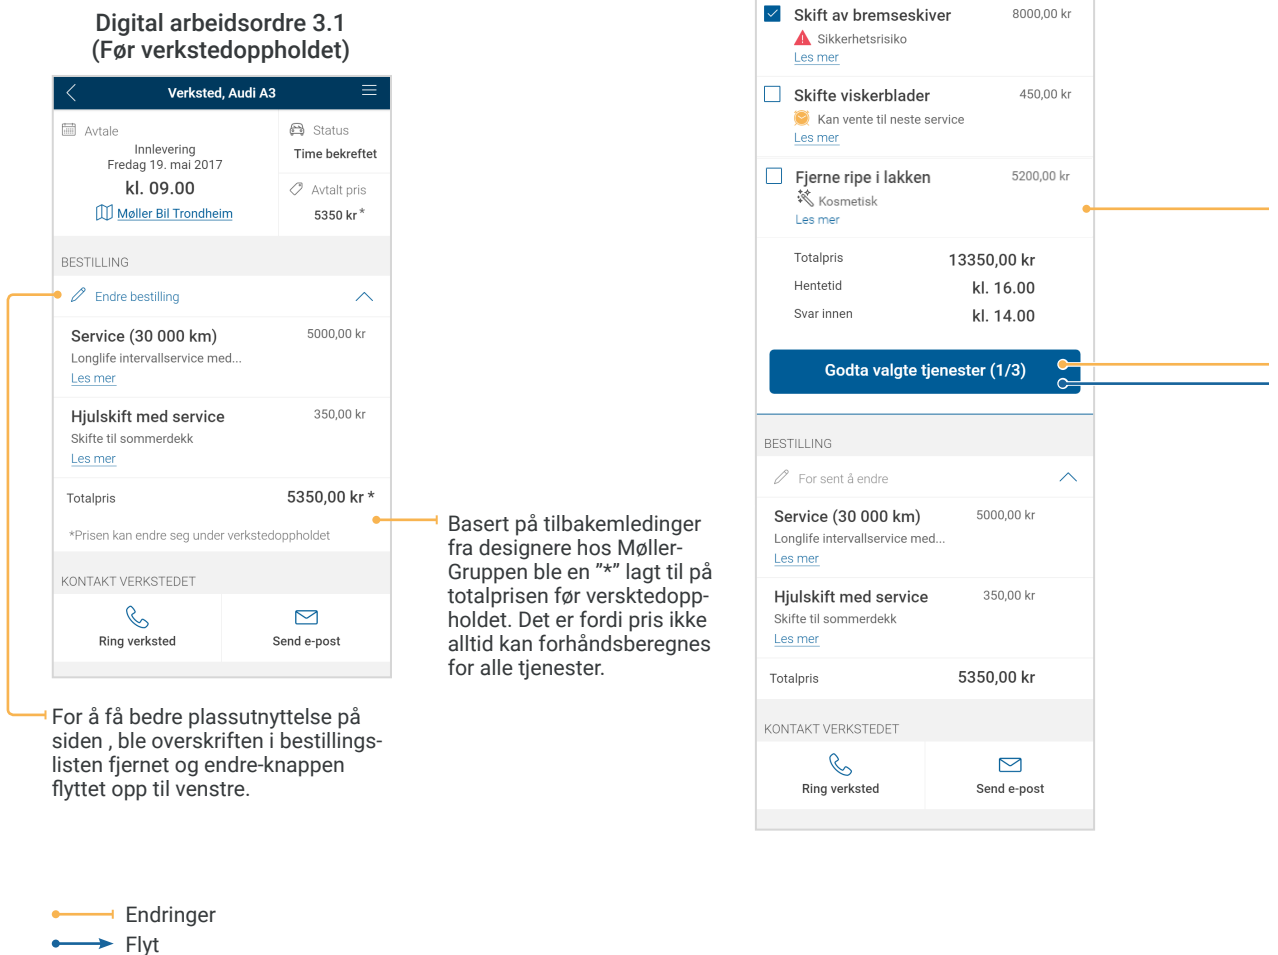 Digital arbeidsordre 3.1
(Før verkstedoppholdet)
Verksted, Audi A3
Avtale
Innlevering
Fredag 19. mai 2017
kl. 09.00
Møller Bil Trondheim
Status
Time bekreftet
Avtalt pris
5350 kr *
BESTILLING
Endre bestilling
Service (30 000 km) 5000,00 kr
Longlife intervallservice med...
Les mer
Hjulskift med service 350,00 kr
Skifte til sommerdekk
Les mer
Totalpris 5350,00 kr *
*Prisen kan endre seg under verkstedoppholdet
KONTAKT VERKSTEDET
Ring verksted Send e-post
For å få bedre plassutnyttelse på
siden , ble overskriften i bestillings-
listen fjernet og endre-knappen
flyttet opp til venstre.
Basert på tilbakemledinger
fra designere hos Møller-
Gruppen ble en ”*” lagt til på
totalprisen før versktedopp-
holdet. Det er fordi pris ikke
alltid kan forhåndsberegnes
for alle tjenester.
Skift av bremseskiver 8000,00 kr
Sikkerhetsrisiko
Les mer
Skifte viskerblader 450,00 kr
Kan vente til neste service
Les mer
Fjerne ripe i lakken 5200,00 kr
Kosmetisk
Les mer
Totalpris 13350,00 kr
Hentetid kl. 16.00
Svar innen kl. 14.00
Godta valgte tjenester (1/3)
BESTILLING
For sent å endre
Service (30 000 km) 5000,00 kr
Longlife intervallservice med...
Les mer
Hjulskift med service 350,00 kr
Skifte til sommerdekk
Les mer
Totalpris 5350,00 kr
KONTAKT VERKSTEDET
Ring verksted Send e-post
Endringer
Flyt